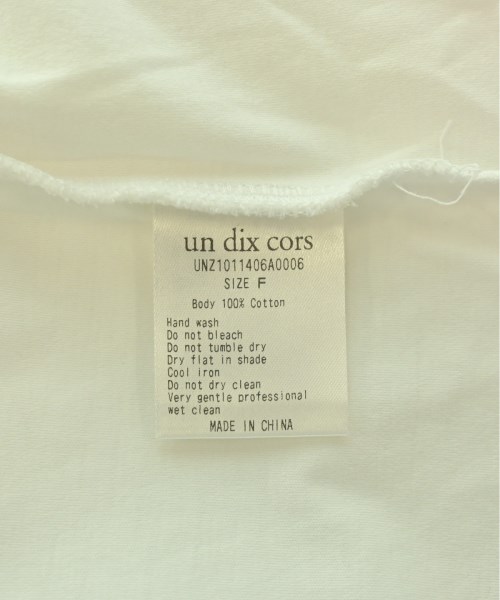 un dix cors
UNZ1011406A0006
SIZE F
Body 100% Cotton
Hand wash
Do not bleach
Do not tumble dry
Dry flat in shade
Cool iron
Do not dry clean
Very gentle professional
wet clean
MADE IN CHINA